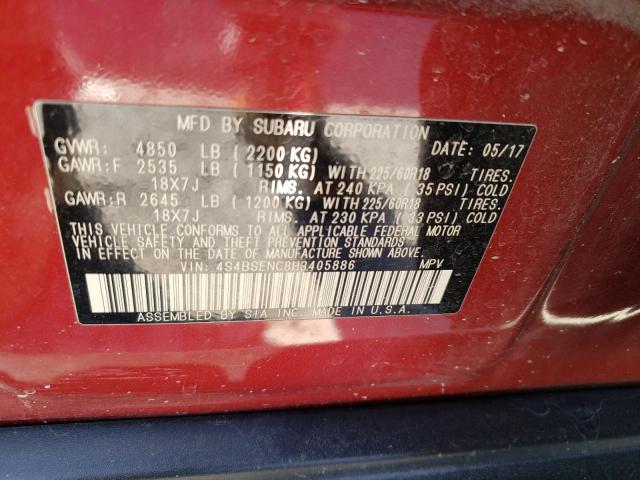 MFD BY SUBARU CORPORATION
GVWR: 4850 LB (2200 KG) DATE: 05/17
GAWR:F 2535 LB (1150 KG) WITH 225/60R18 TIRES.
18X7J RIMS. AT 240 KPA (35 PSI) COLD
GAWR:R 2645 LB (1200 KG) WITH 225/60R18 TIRES.
18X7J RIMS. AT 230 KPA (33 PSI) COLD
THIS VEHICLE CONFORMS TO ALL APPLICABLE FEDERAL MOTOR
VEHICLE SAFETY AND THEFT PREVENTION STANDARDS
IN EFFECT ON THE DATE OF MANUFACTURE SHOWN ABOVE.
VIN: 4S4BSENC8H3405886 MPV
ASSEMBLED BY SIA INC. MADE IN U.S.A.